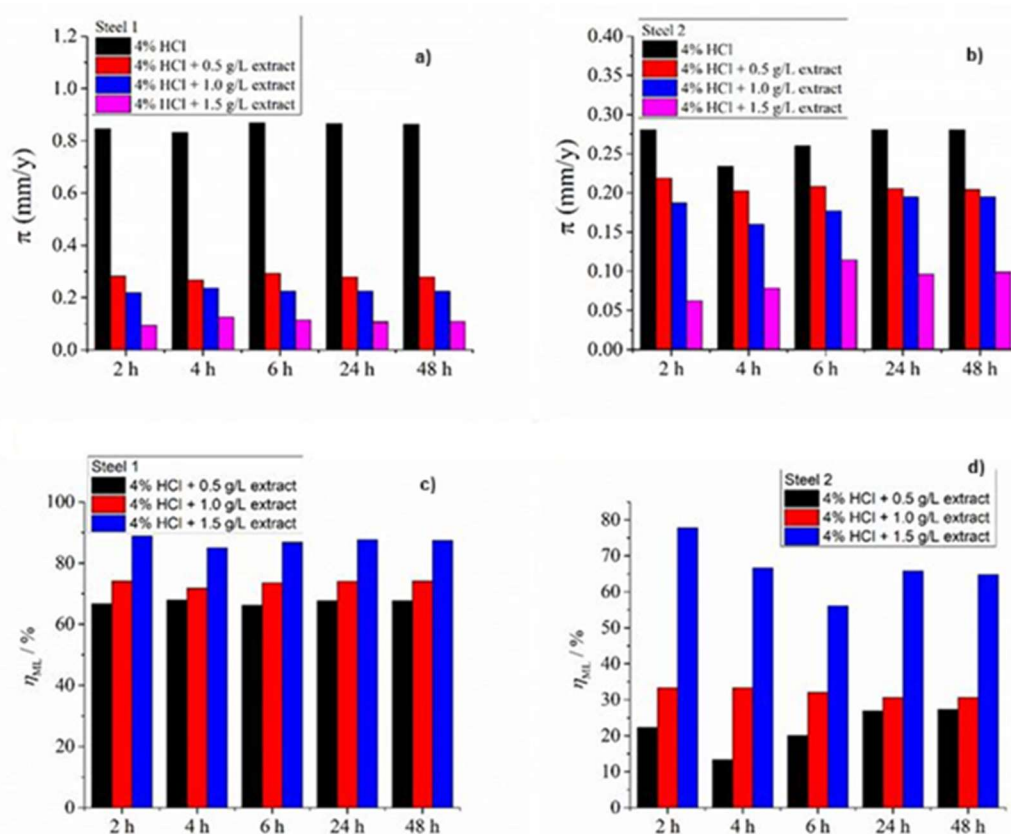 Steel 1
4% HCl
4% HCl + 0.5 g/L extract
4% HCl + 1.0 g/L extract
4% HCl + 1.5 g/L extract
a)
π (mm/y)
1.2
1.0
0.8
0.6
0.4
0.2
0.0
2 h 4 h 6 h 24 h 48 h
Steel 2
4% HCl
4% HCl + 0.5 g/L extract
4% HCl + 1.0 g/L extract
4% HCl + 1.5 g/L extract
b)
π (mm/y)
0.40
0.35
0.30
0.25
0.20
0.15
0.10
0.05
0.00
2 h 4 h 6 h 24 h 48 h
Steel 1
4% HCl + 0.5 g/L extract
4% HCl + 1.0 g/L extract
4% HCl + 1.5 g/L extract
c)
ηML / %
100
80
60
40
20
0
2 h 4 h 6 h 24 h 48 h
Steel 2
4% HCl + 0.5 g/L extract
4% HCl + 1.0 g/L extract
4% HCl + 1.5 g/L extract
d)
ηML / %
80
70
60
50
40
30
20
10
0
2 h 4 h 6 h 24 h 48 h